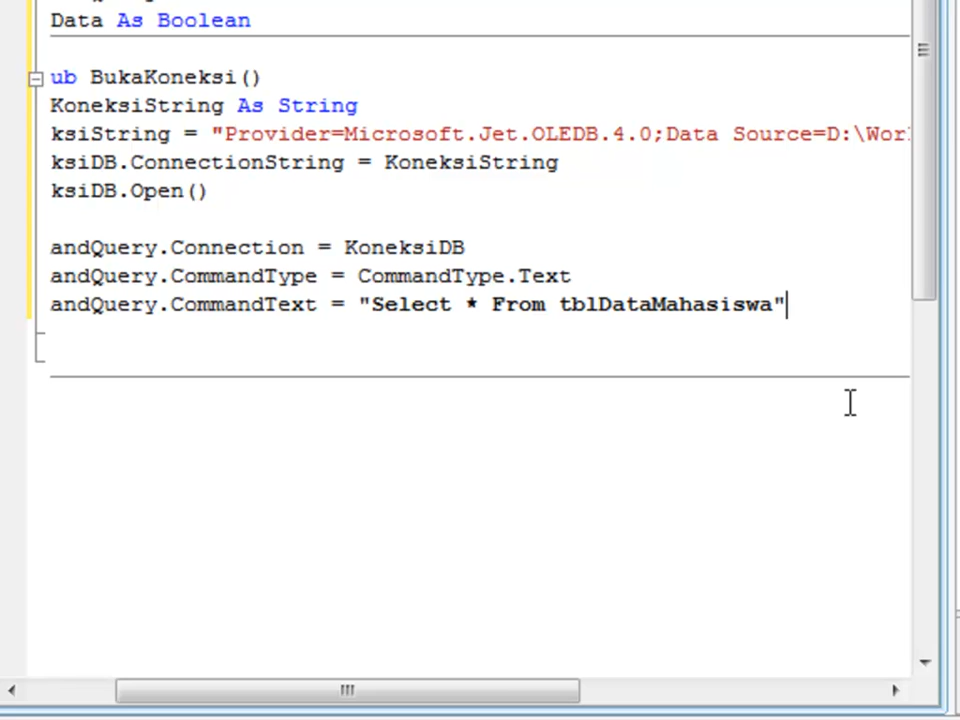 Data As Boolean
ub BukaKoneksi()
KoneksiString As String
ksiString = "Provider=Microsoft.Jet.OLEDB.4.0;Data Source=D:\Wor
ksiDB.ConnectionString = KoneksiString
ksiDB.Open()
andQuery.Connection = KoneksiDB
andQuery.CommandType = CommandType.Text
andQuery.CommandText = "Select * From tblDataMahasiswa"